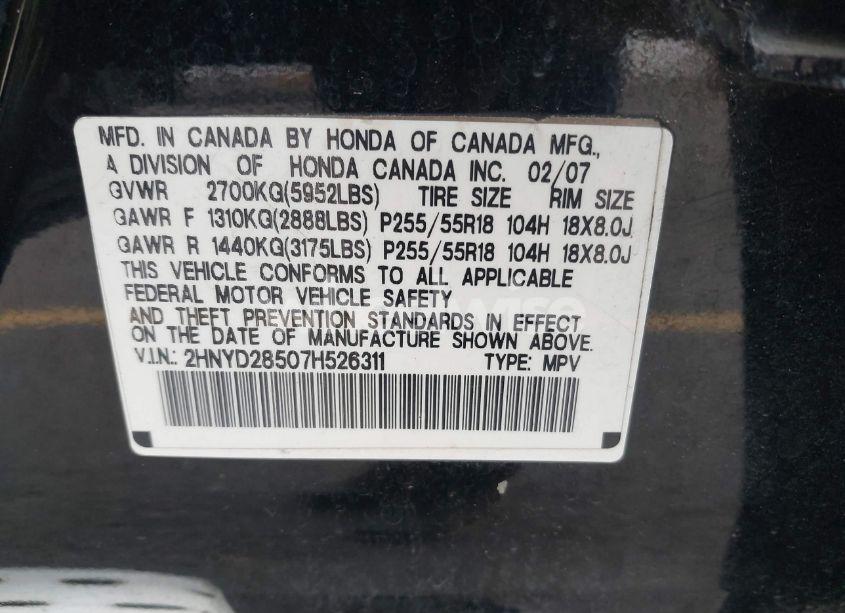 MFD. IN CANADA BY HONDA OF CANADA MFG.,
A DIVISION OF HONDA CANADA INC. 02/07
GVWR 2700KG(5952LBS) TIRE SIZE RIM SIZE
GAWR F 1310KG(2888LBS) P255/55R18 104H 18X8.0J
GAWR R 1440KG(3175LBS) P255/55R18 104H 18X8.0J
THIS VEHICLE CONFORMS TO ALL APPLICABLE
FEDERAL MOTOR VEHICLE SAFETY
AND THEFT PREVENTION STANDARDS IN EFFECT
ON THE DATE OF MANUFACTURE SHOWN ABOVE.
V.I.N.: 2HNYD28507H526311 TYPE: MPV